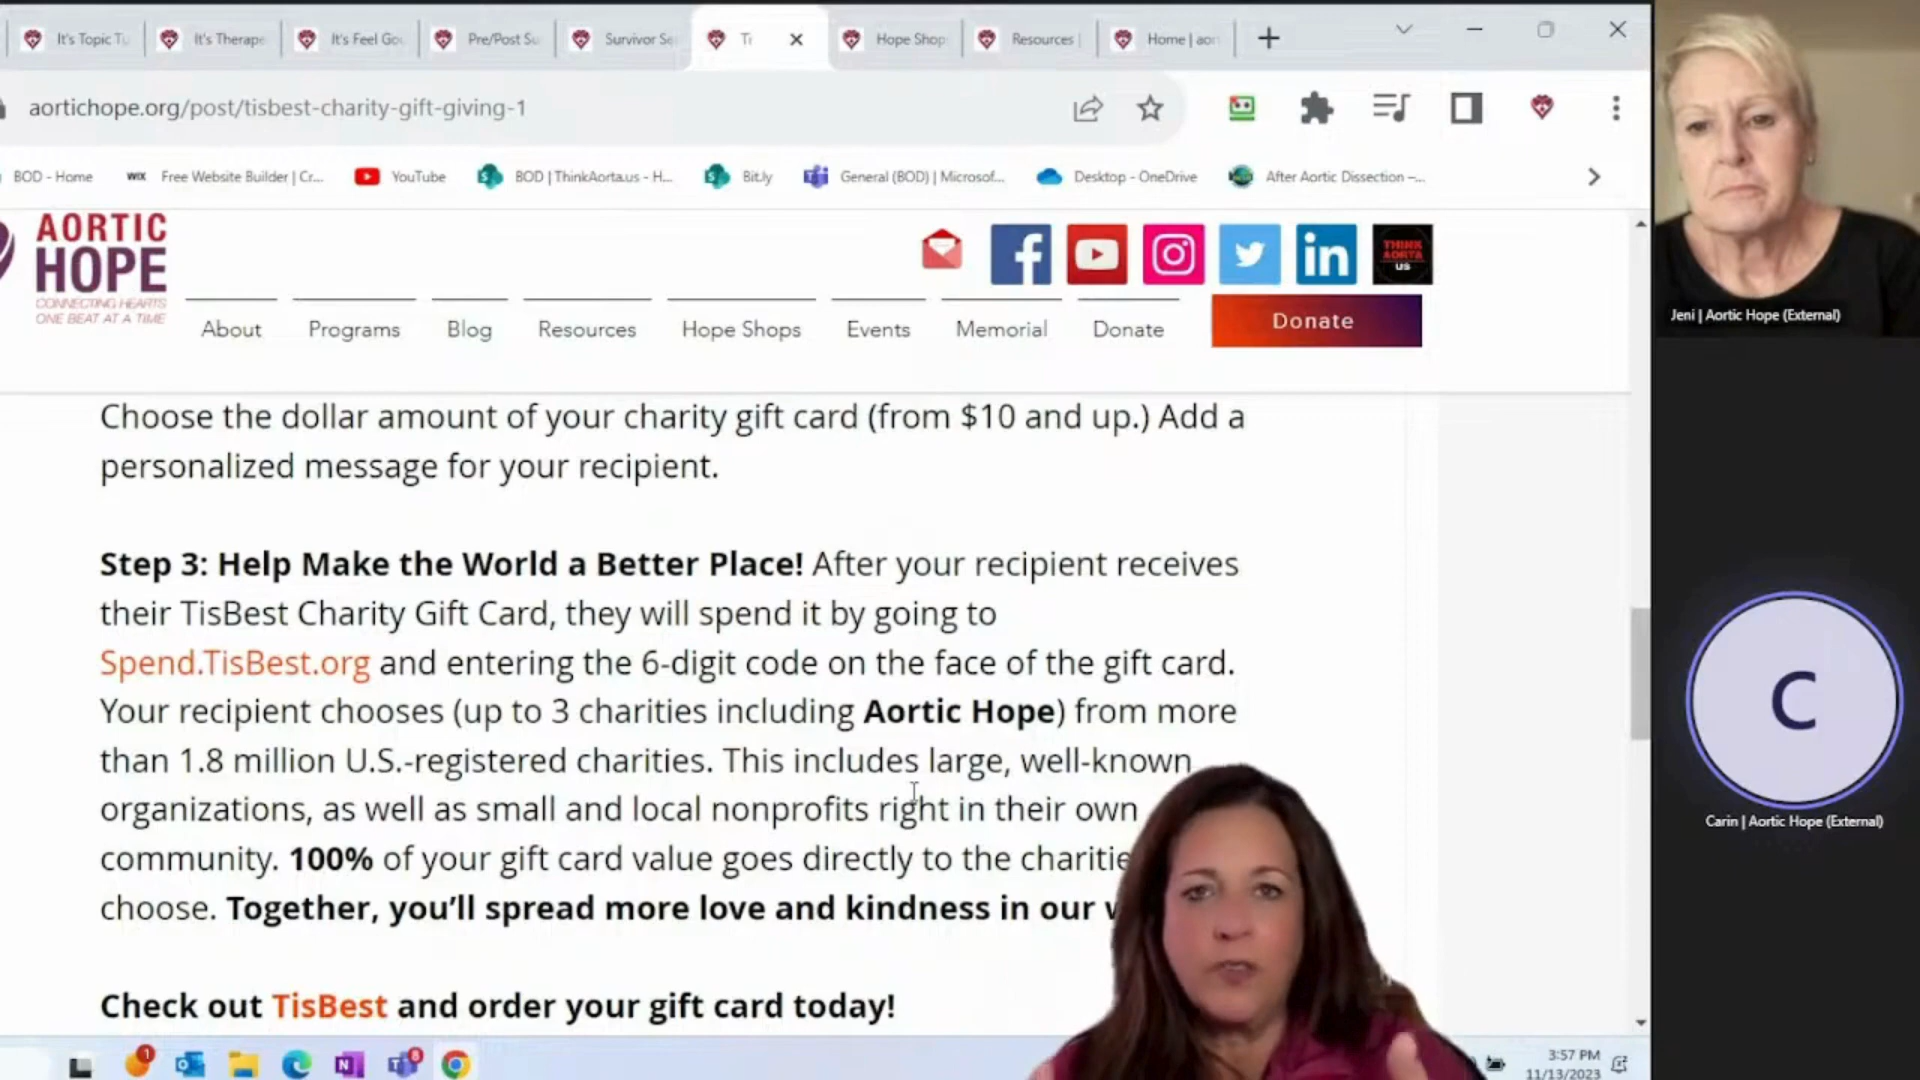 It's Topic Tu
It's Therape
It's Feel Go
Pre/Post Su
Survivor Se
Ti
Hope Shop
Resources |
Home | aor
aortichope.org/post/tisbest-charity-gift-giving-1
BOD - Home
WIX Free Website Builder | Cr...
YouTube
BOD | ThinkAorta.us - H...
Bit.ly
General (BOD) | Microsof...
Desktop - OneDrive
After Aortic Dissection –...
AORTIC
HOPE
CONNECTING HEARTS
ONE BEAT AT A TIME
THINK
AORTA
US
About
Programs
Blog
Resources
Hope Shops
Events
Memorial
Donate
Donate
Choose the dollar amount of your charity gift card (from $10 and up.) Add a
personalized message for your recipient.
Step 3: Help Make the World a Better Place! After your recipient receives
their TisBest Charity Gift Card, they will spend it by going to
Spend.TisBest.org and entering the 6-digit code on the face of the gift card.
Your recipient chooses (up to 3 charities including Aortic Hope) from more
than 1.8 million U.S.-registered charities. This includes large, well-known
organizations, as well as small and local nonprofits right in their own
community. 100% of your gift card value goes directly to the charitie
choose. Together, you'll spread more love and kindness in our w
Check out TisBest and order your gift card today!
Jeni | Aortic Hope (External)
C
Carin | Aortic Hope (External)
1
8
3:57 PM
11/13/2023